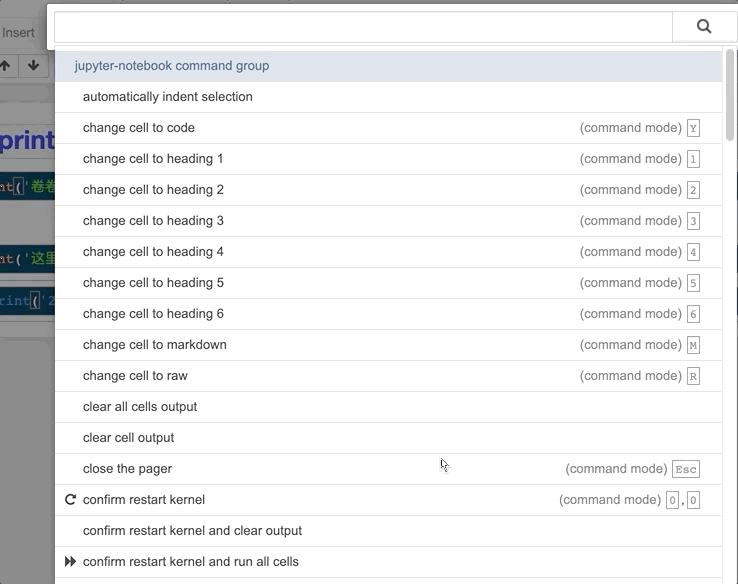 Insert
jupyter-notebook command group
automatically indent selection
change cell to code (command mode) Y
change cell to heading 1 (command mode) 1
print
change cell to heading 2 (command mode) 2
nt('卷卷
change cell to heading 3 (command mode) 3
change cell to heading 4 (command mode) 4
nt('这里
change cell to heading 5 (command mode) 5
rint('2
change cell to heading 6 (command mode) 6
change cell to markdown (command mode) M
change cell to raw (command mode) R
clear all cells output
clear cell output
close the pager (command mode) Esc
confirm restart kernel (command mode) 0,0
confirm restart kernel and clear output
confirm restart kernel and run all cells